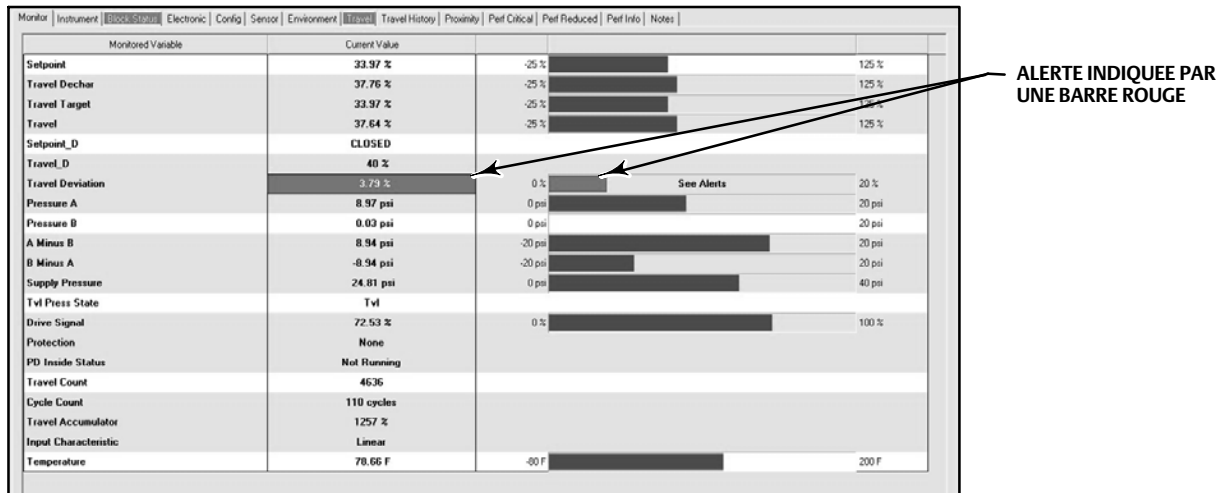 Monitor | Instrument | Block Status | Electronic | Config | Sensor | Environment | Travel | Travel History | Proximity | Perf Critical | Perf Reduced | Perf Info | Notes |
Monitored Variable Current Value
Setpoint 33.97 % -25 % 125 %
Travel Dechar 37.76 % -25 % 125 %
Travel Target 33.97 % -25 % 125 %
Travel 37.64 % -25 % 125 %
Setpoint_D CLOSED
Travel_D 40 %
Travel Deviation 3.79 % 0 % See Alerts 20 %
Pressure A 8.97 psi 0 psi 20 psi
Pressure B 0.03 psi 0 psi 20 psi
A Minus B 8.94 psi -20 psi 20 psi
B Minus A -8.94 psi -20 psi 20 psi
Supply Pressure 24.81 psi 0 psi 40 psi
Tvl Press State Tvl
Drive Signal 72.53 % 0 % 100 %
Protection None
PD Inside Status Not Running
Travel Count 4636
Cycle Count 110 cycles
Travel Accumulator 1257 %
Input Characteristic Linear
Temperature 78.66 F -80 F 200 F
ALERTE INDIQUEE PAR
UNE BARRE ROUGE